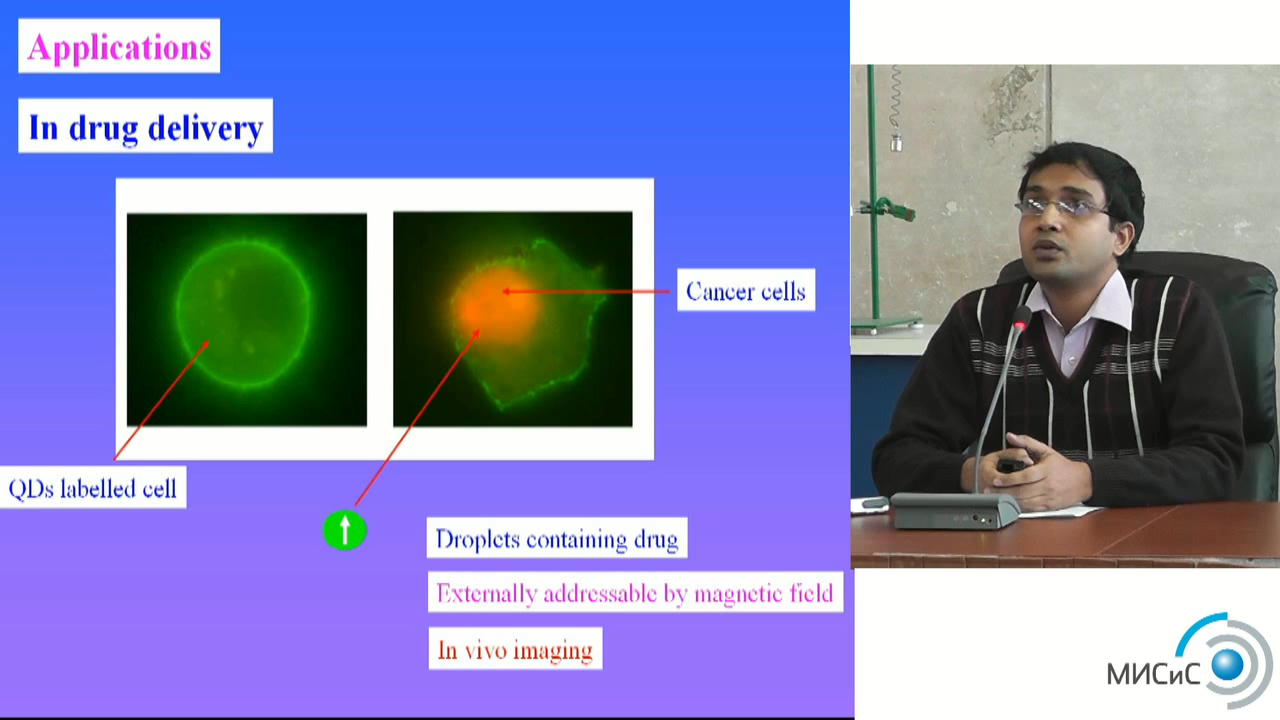 Applications
In drug delivery
Cancer cells
QDs labelled cell
Droplets containing drug
Externally addressable by magnetic field
In vivo imaging
МИСиС